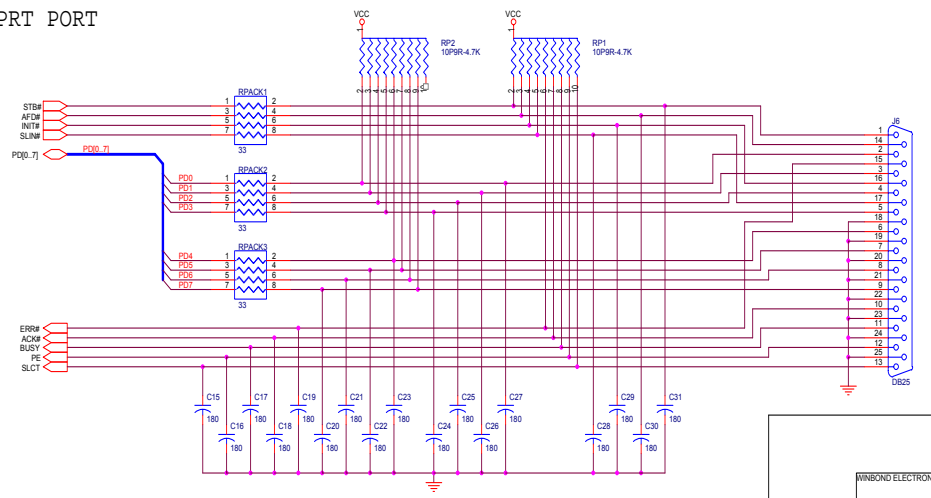 PRT PORT
VCC
VCC
1
1
RP2
10P9R-4.7K
RP1
10P9R-4.7K
2 3 4 5 6 7 8 9
2 3 4 5 6 7 8 9 10
RPACK1
STB# 1 2
AFD# 3 4
INIT# 5 6
SLIN# 7 8
33
PD[0..7] PD[0..7]
RPACK2
PD0 1 2
PD1 3 4
PD2 5 6
PD3 7 8
33
RPACK3
PD4 1 2
PD5 3 4
PD6 5 6
PD7 7 8
33
ERR#
ACK#
BUSY
PE
SLCT
J6
1
14
2
15
3
16
4
17
5
18
6
19
7
20
8
21
9
22
10
23
11
24
12
25
13
DB25
C15 C17 C19 C21 C23 C25 C27 C29 C31
180 180 180 180 180 180 180 180 180
C16 C18 C20 C22 C24 C26 C28 C30
180 180 180 180 180 180 180 180
WINBOND ELECTRON